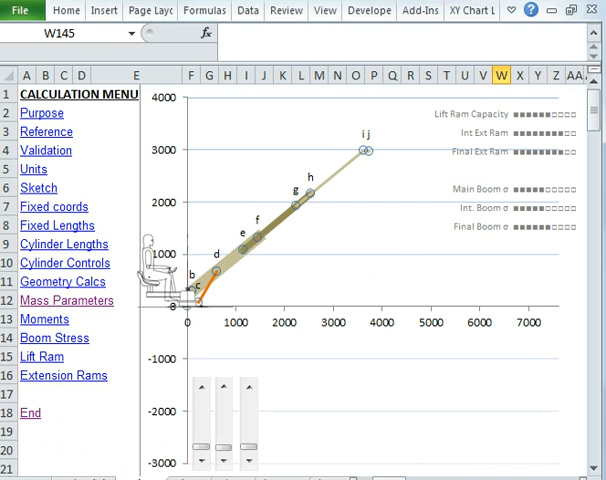 File Home Insert Page Layc Formulas Data Review View Develope Add-Ins XY Chart L
W145 fx
A B C D E F G H I J K L M N O P Q R S T U V W X Y Z AA
1 CALCULATION MENU
2 Purpose
3 Reference
4 Validation
5 Units
6 Sketch
7 Fixed coords
8 Fixed Lengths
9 Cylinder Lengths
10 Cylinder Controls
11 Geometry Calcs
12 Mass Parameters
13 Moments
14 Boom Stress
15 Lift Ram
16 Extension Rams
17
18 End
19
20
21
4000
3000
2000
1000
0
-1000
-2000
-3000
0 1000 2000 3000 4000 5000 6000 7000
i j
h
g
f
e
d
b
c
Lift Ram Capacity
Int Ext Ram
Final Ext Ram
Main Boom σ
Int. Boom σ
Final Boom σ